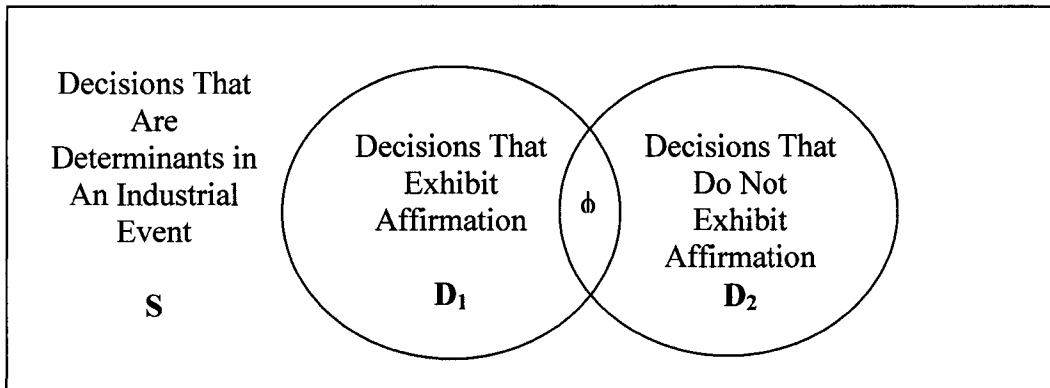 Decisions That
Are
Determinants in
An Industrial
Event
S
Decisions That
Exhibit
Affirmation
D₁
ϕ
Decisions That
Do Not
Exhibit
Affirmation
D₂